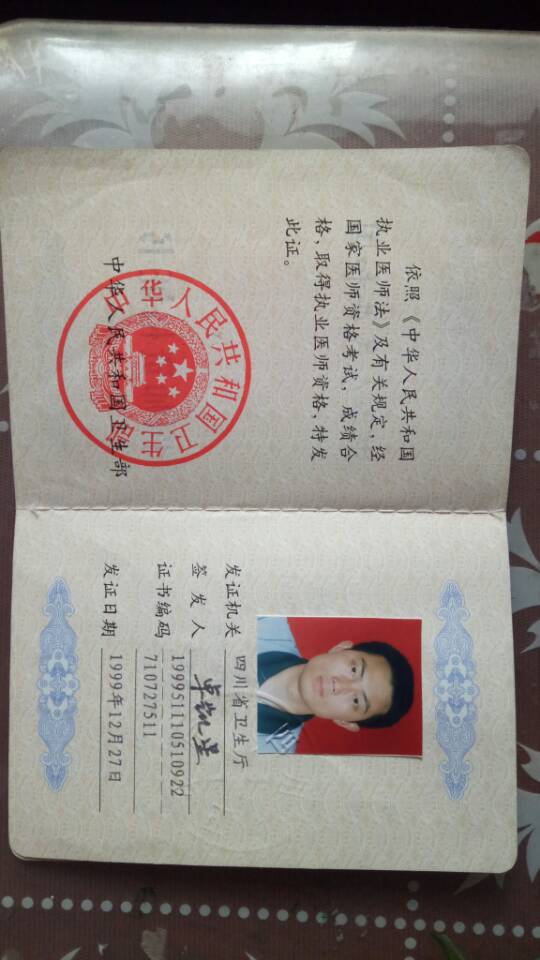 依照《中华人民共和国
执业医师法》及有关规定,经
国家医师资格考试,成绩合
格,取得执业医师资格,特发
此证。
中华人民共和国卫生部
中华人民共和国卫生部
发证机关 四川省卫生厅
签发人
证书编码 199951110510922
710727511
发证日期 1999年12月27日